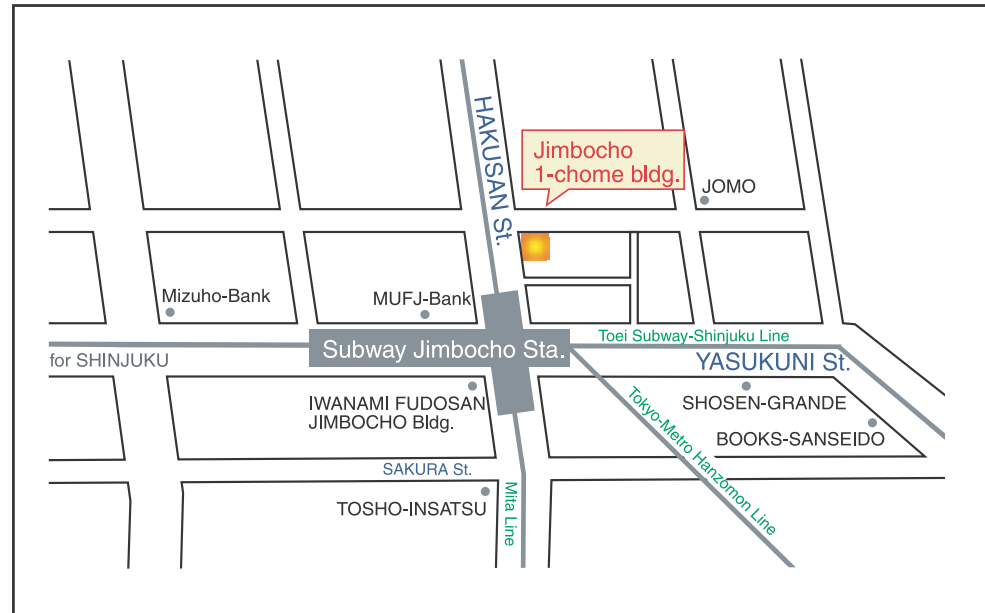 HAKUSAN St.
Jimbocho
1-chome bldg.
JOMO
Mizuho-Bank
MUFJ-Bank
Toei Subway-Shinjuku Line
for SHINJUKU
Subway Jimbocho Sta.
YASUKUNI St.
IWANAMI FUDOSAN
JIMBOCHO Bldg.
SHOSEN-GRANDE
BOOKS-SANSEIDO
Tokyo-Metro Hanzomon Line
SAKURA St.
Mita Line
TOSHO-INSATSU